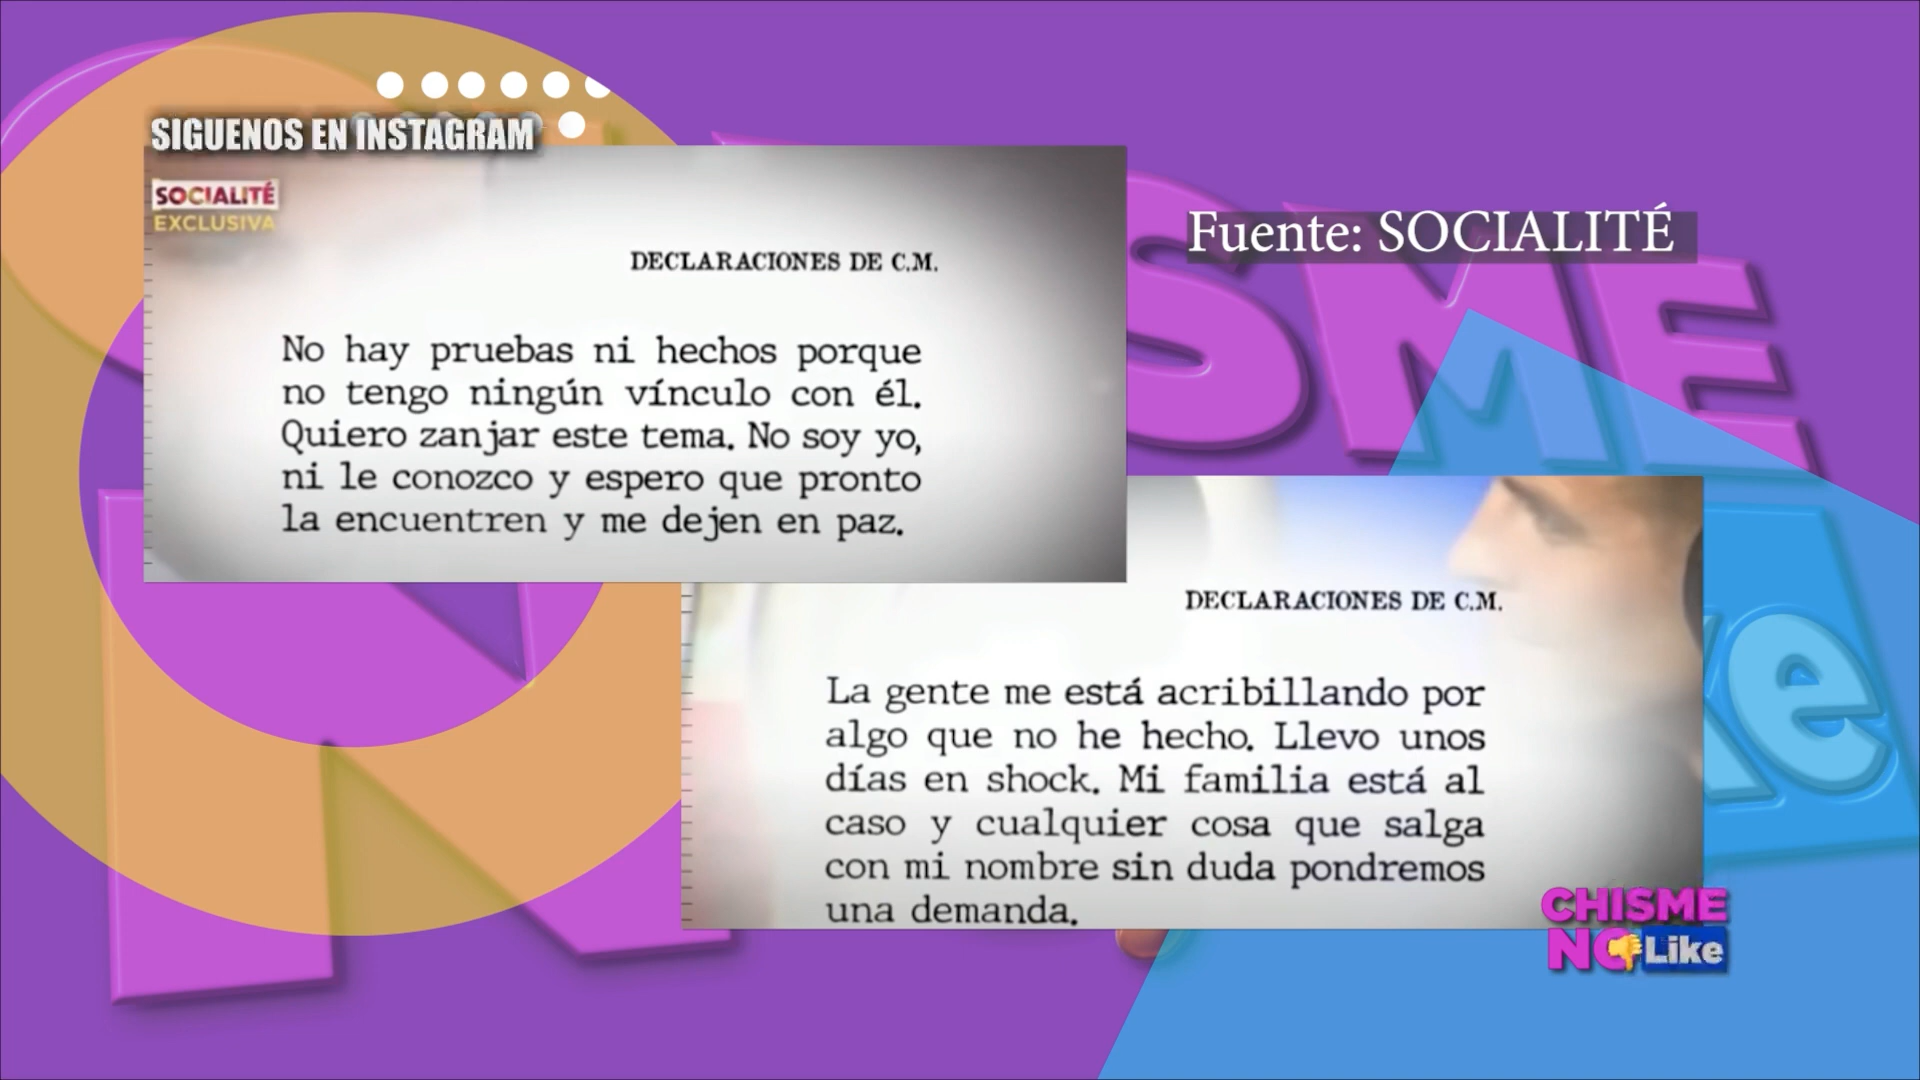 SIGUENOS EN INSTAGRAM
SOCIALITÉ
EXCLUSIVA
DECLARACIONES DE C.M.
No hay pruebas ni hechos porque
no tengo ningún vínculo con él.
Quiero zanjar este tema. No soy yo,
ni le conozco y espero que pronto
la encuentren y me dejen en paz.
Fuente: SOCIALITÉ
DECLARACIONES DE C.M.
La gente me está acribillando por
algo que no he hecho. Llevo unos
días en shock. Mi familia está al
caso y cualquier cosa que salga
con mi nombre sin duda pondremos
una demanda.
CHISME
NO Like